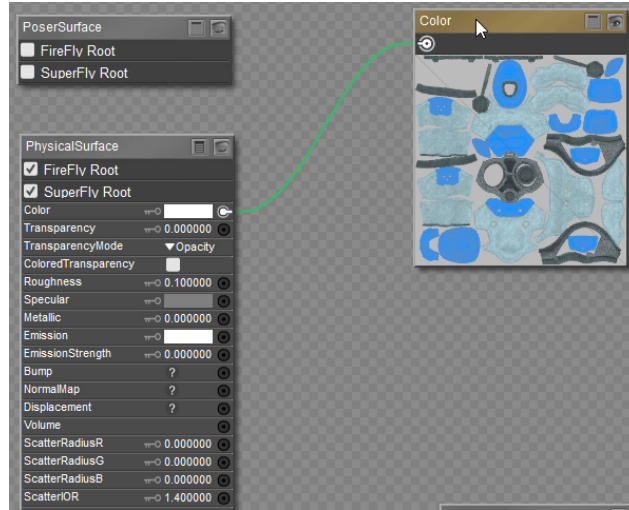 PoserSurface
FireFly Root
SuperFly Root
Color
PhysicalSurface
FireFly Root
SuperFly Root
Color
Transparency 0.000000
TransparencyMode Opacity
ColoredTransparency
Roughness 0.100000
Specular
Metallic 0.000000
Emission
EmissionStrength 0.000000
Bump ?
NormalMap ?
Displacement ?
Volume
ScatterRadiusR 0.000000
ScatterRadiusG 0.000000
ScatterRadiusB 0.000000
ScatterIOR 1.400000